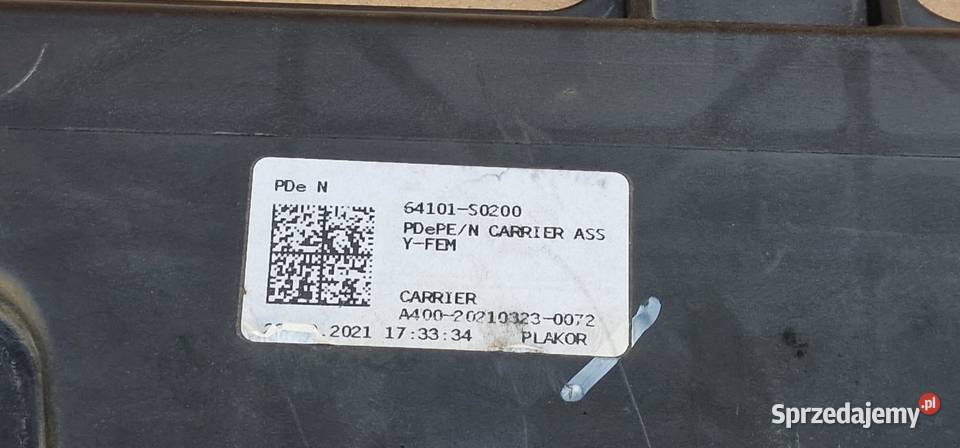 PDe N
64101-S0200
PDePE/N CARRIER ASS
Y-FEM
CARRIER
A400-20210323-0072
.2021 17:33:34 PLAKOR
Sprzedajemy.pl